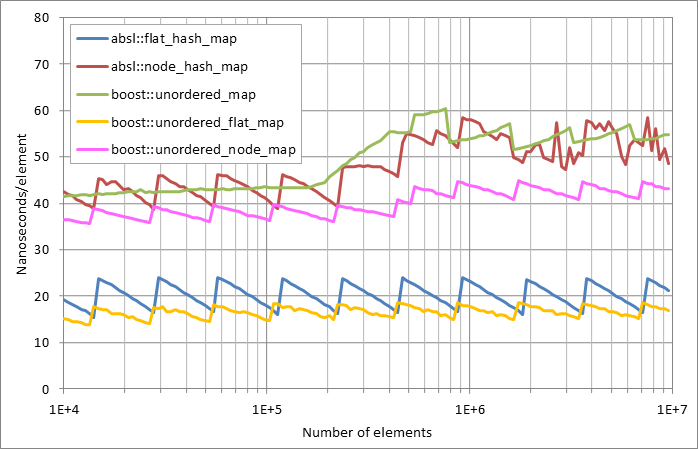 80
70
60
50
40
30
20
10
0
Nanoseconds/element
absl::flat_hash_map
absl::node_hash_map
boost::unordered_map
boost::unordered_flat_map
boost::unordered_node_map
1E+4
1E+5
1E+6
1E+7
Number of elements